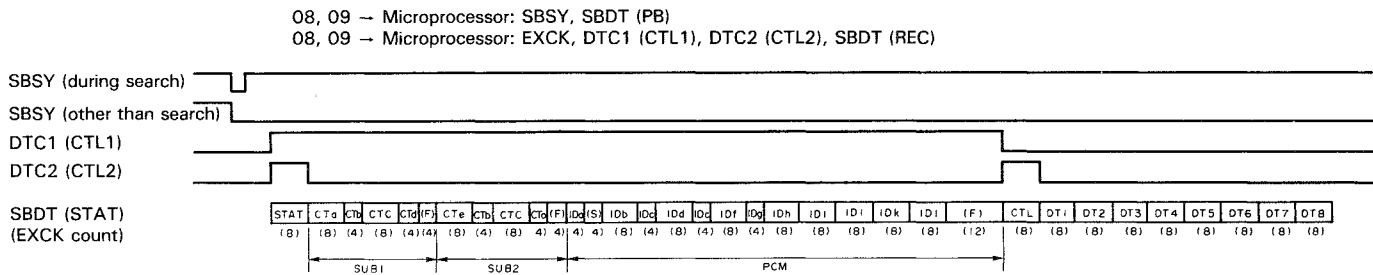 08, 09 → Microprocessor: SBSY, SBDT (PB)
08, 09 → Microprocessor: EXCK, DTC1 (CTL1), DTC2 (CTL2), SBDT (REC)
SBSY (during search)
SBSY (other than search)
DTC1 (CTL1)
DTC2 (CTL2)
SBDT (STAT)
STAT CTa CTb CTC CTd (F) CTe CTb CTC CTa (F) IDa (S) IDb IDc IDd IDc IDf IDg IDh IDi IDi IDk IDl (F) CTL DT1 DT2 DT3 DT4 DT5 DT6 DT7 DT8
(EXCK count)
(8) (8) (4) (8) (4) (4) (8) (4) (8) 4) 4) 4) 4) (8) (4) (8) (4) (8) (4) (8) (8) (8) (8) (8) (12) (8) (8) (8) (8) (8) (8) (8) (8) (8)
SUB1 SUB2 PCM